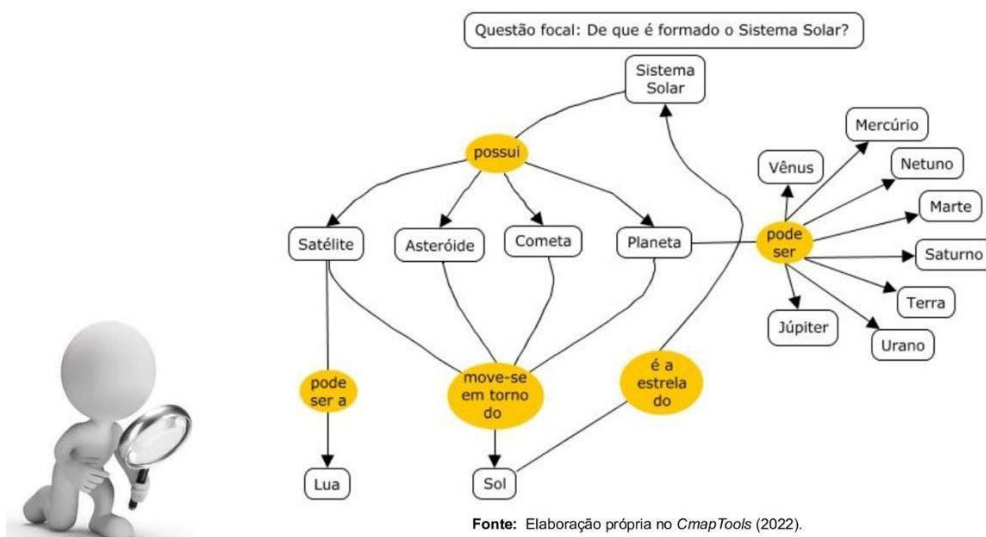 Questão focal: De que é formado o Sistema Solar?
Sistema
Solar
possui
Satélite
Asteróide
Cometa
Planeta
pode
ser
Vênus
Mercúrio
Netuno
Marte
Saturno
Terra
Urano
Júpiter
pode
ser a
move-se
em torno
do
é a
estrela
do
Lua
Sol
Fonte: Elaboração própria no CmapTools (2022).